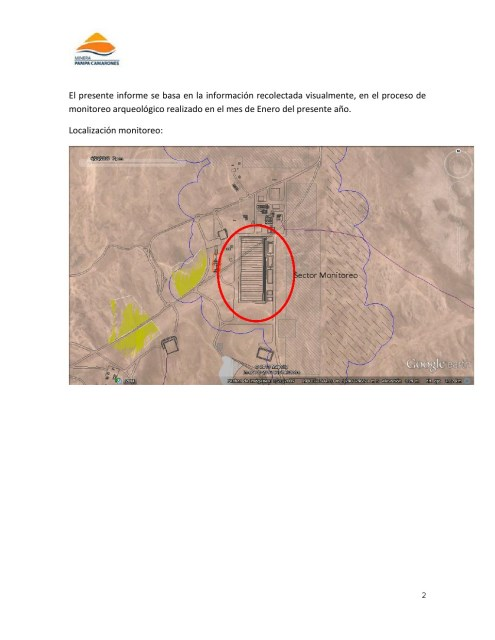 MINERA
PAMPA CAMARONES
El presente informe se basa en la información recolectada visualmente, en el proceso de
monitoreo arqueológico realizado en el mes de Enero del presente año.
Localización monitoreo:
Sector Monitoreo
Google
2